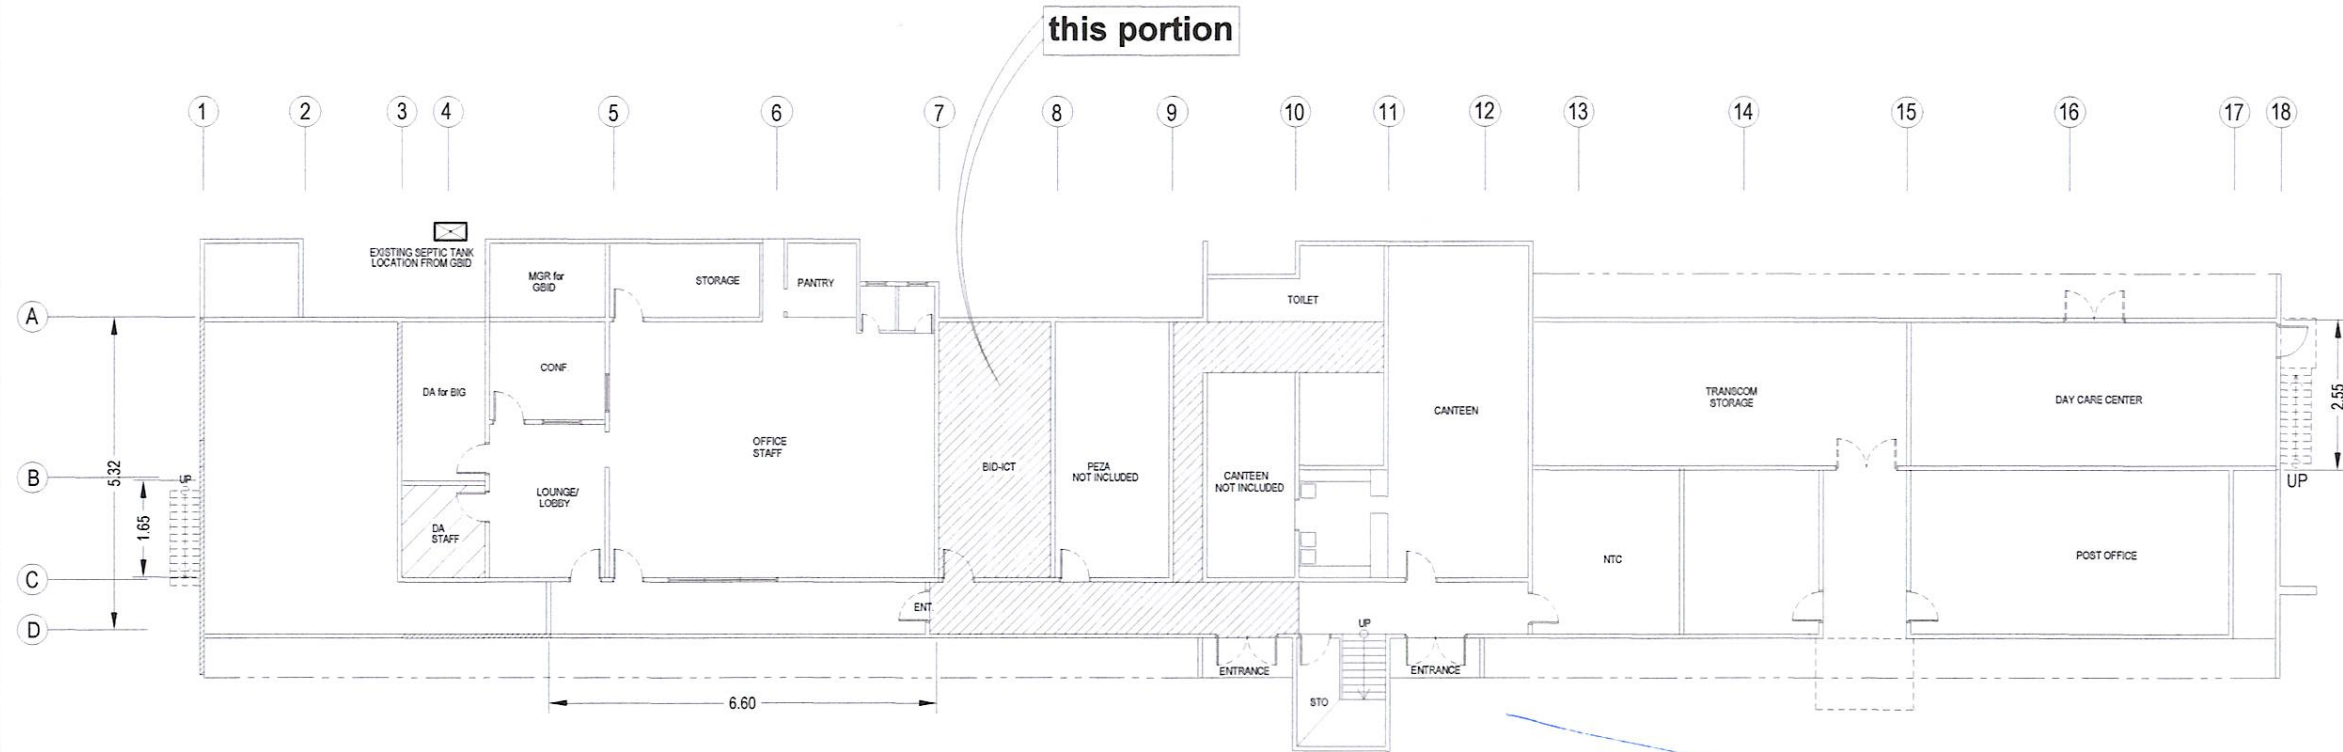 this portion
1
2
3
4
5
6
7
8
9
10
11
12
13
14
15
16
17
18
EXISTING SEPTIC TANK
LOCATION FROM GBID
MGR for
GBID
STORAGE
PANTRY
TOILET
A
CONF
DA for BIG
OFFICE
STAFF
CANTEEN
TRANSCOM
STORAGE
DAY CARE CENTER
2.55
B
5.32
UP
BID-ICT
PEZA
NOT INCLUDED
CANTEEN
NOT INCLUDED
UP
LOUNGE/
LOBBY
1.65
DA
STAFF
NTC
POST OFFICE
C
ENT.
D
UP
ENTRANCE
ENTRANCE
STO
6.60